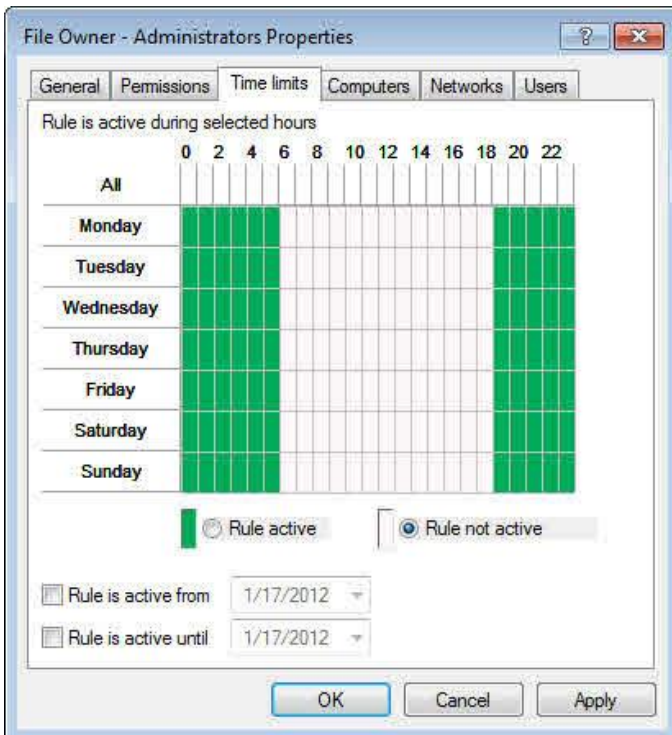 File Owner - Administrators Properties
General Permissions Time limits Computers Networks Users
Rule is active during selected hours
0 2 4 6 8 10 12 14 16 18 20 22
All
Monday
Tuesday
Wednesday
Thursday
Friday
Saturday
Sunday
Rule active Rule not active
Rule is active from 1/17/2012
Rule is active until 1/17/2012
OK Cancel Apply